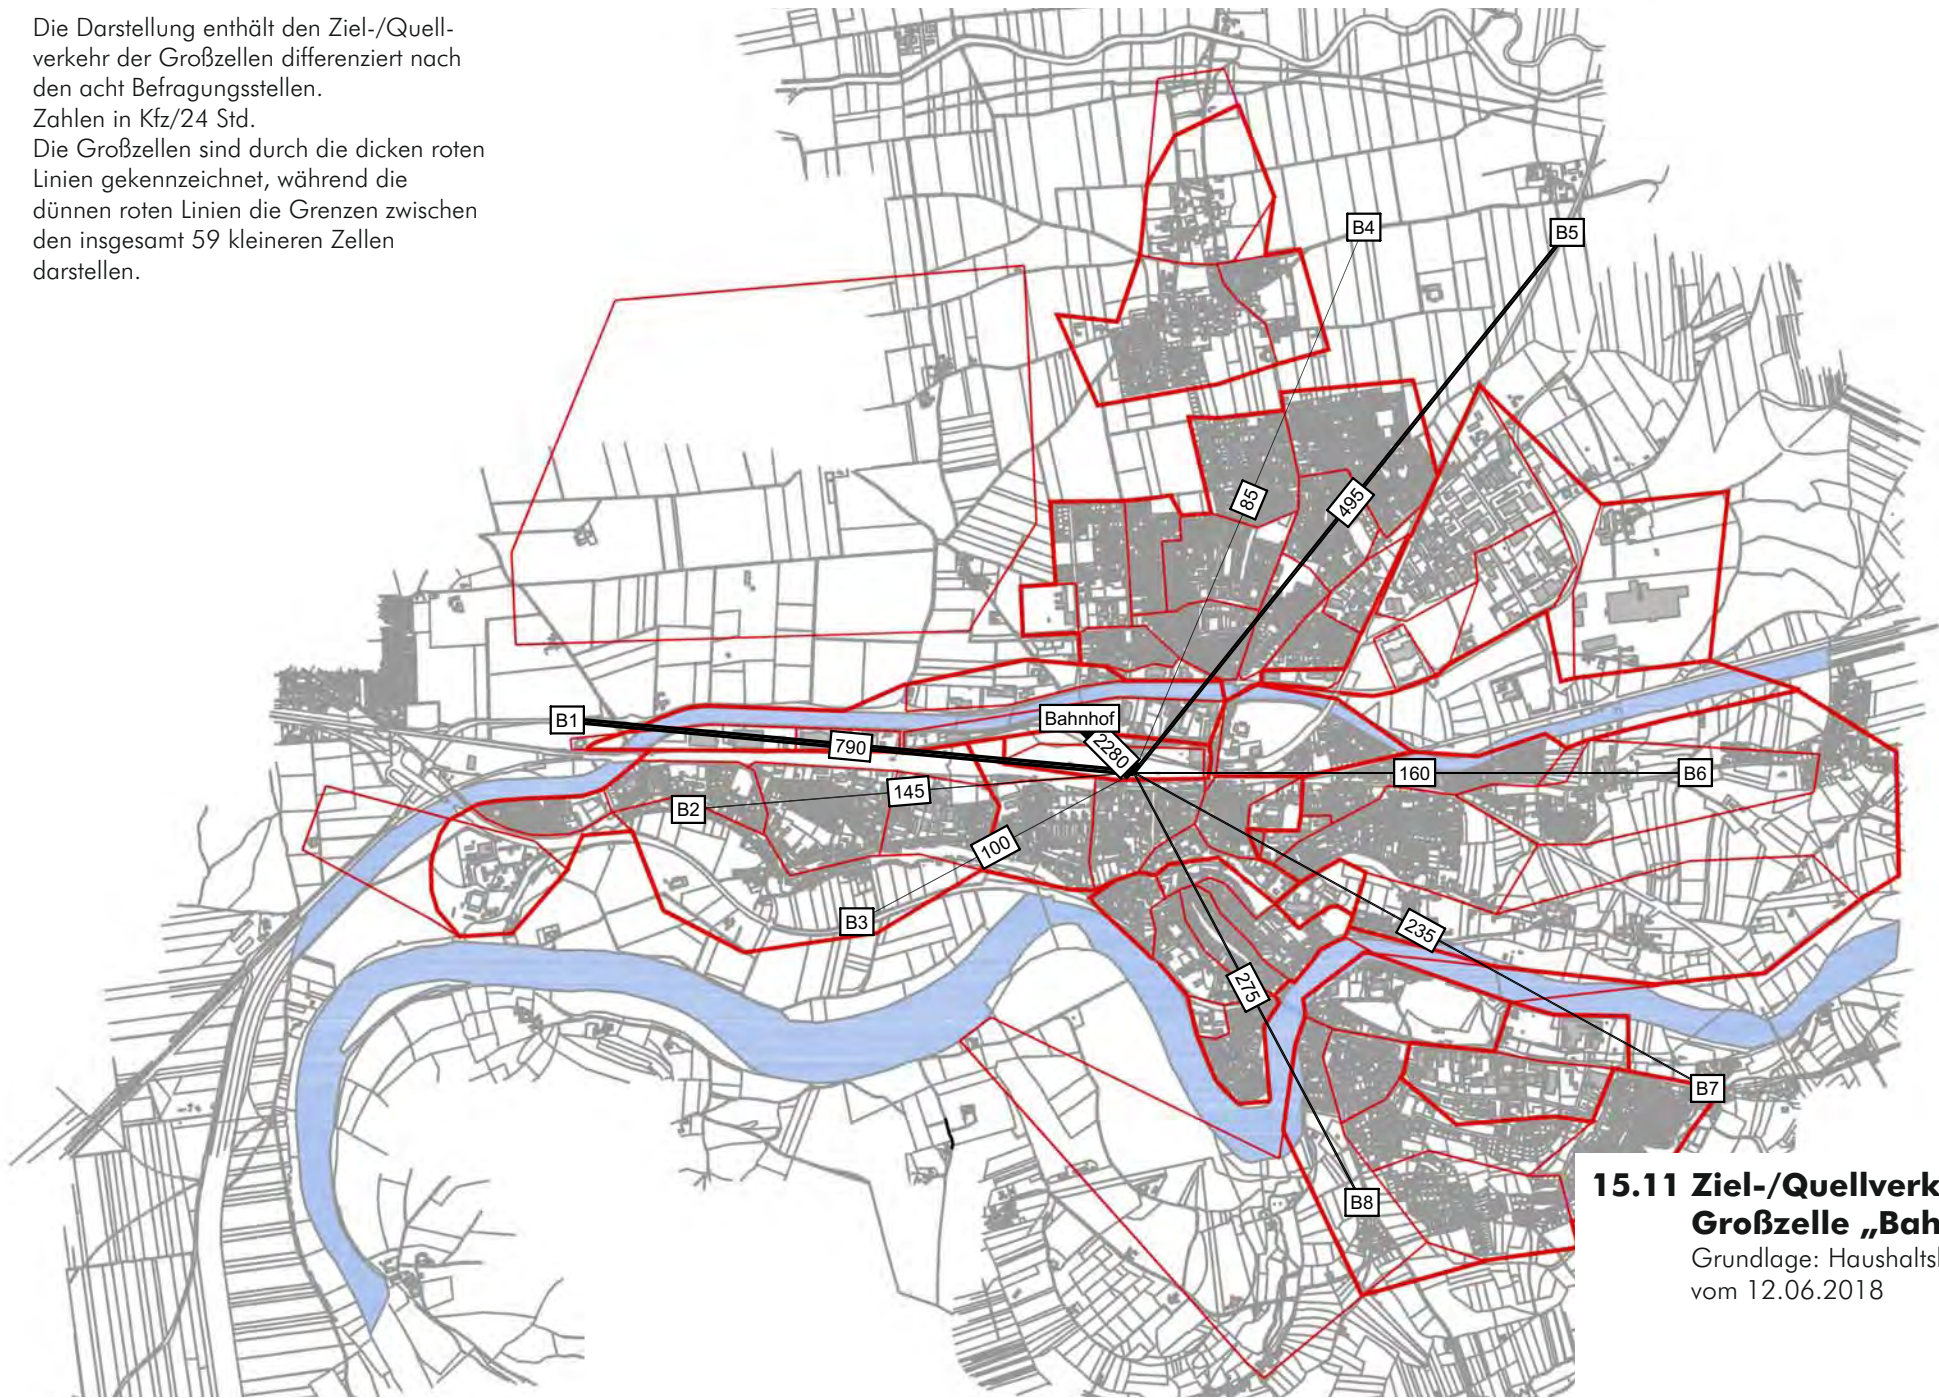 Die Darstellung enthält den Ziel-/Quell-
verkehr der Großzellen differenziert nach
den acht Befragungsstellen.
Zahlen in Kfz/24 Std.
Die Großzellen sind durch die dicken roten
Linien gekennzeichnet, während die
dünnen roten Linien die Grenzen zwischen
den insgesamt 59 kleineren Zellen
darstellen.
B4
B5
85
495
B1
Bahnhof
790
2280
160
B6
B2
145
100
B3
235
275
B7
B8
15.11 Ziel-/Quellverk
Großzelle „Bah
Grundlage: Haushalts
vom 12.06.2018